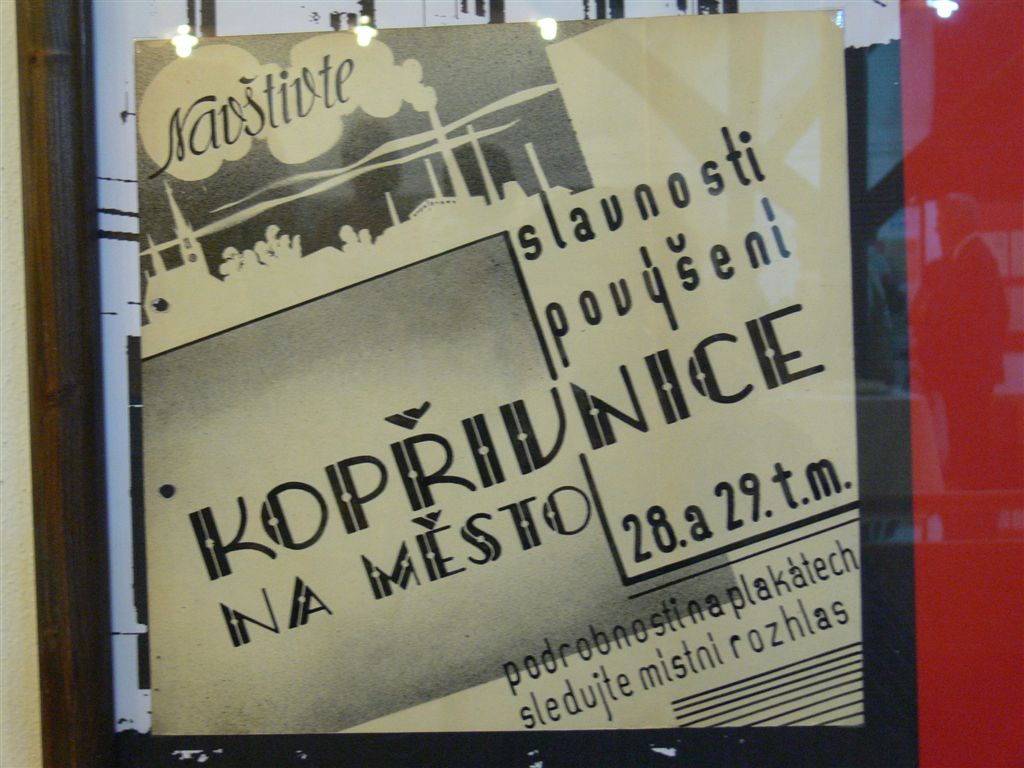 Navštivte
slavnosti
povýšení
KOPŘIVNICE
NA MĚSTO
28. a 29. t.m.
podrobnosti na plakátech
sledujte místní rozhlas